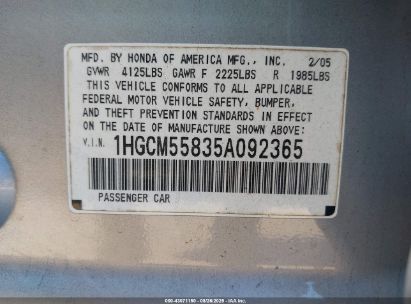 MFD. BY HONDA OF AMERICA MFG., INC. 2/05
GVWR 4125LBS GAWR F 2225LBS R 1985LBS
THIS VEHICLE CONFORMS TO ALL APPLICABLE
FEDERAL MOTOR VEHICLE SAFETY, BUMPER,
AND THEFT PREVENTION STANDARDS IN EFFECT
ON THE DATE OF MANUFACTURE SHOWN ABOVE:
V.I.N. 1HGCM55835A092365
PASSENGER CAR